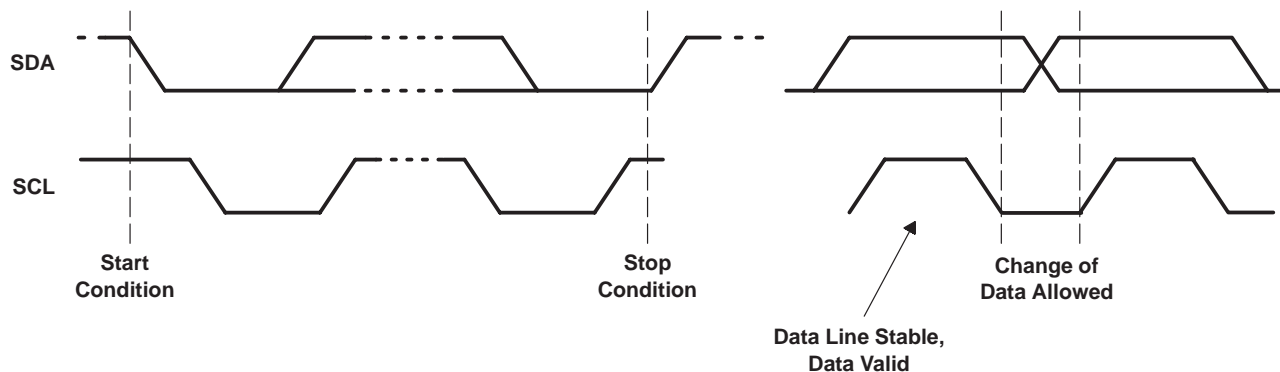 SDA
SCL
Start
Condition
Stop
Condition
Change of
Data Allowed
Data Line Stable,
Data Valid